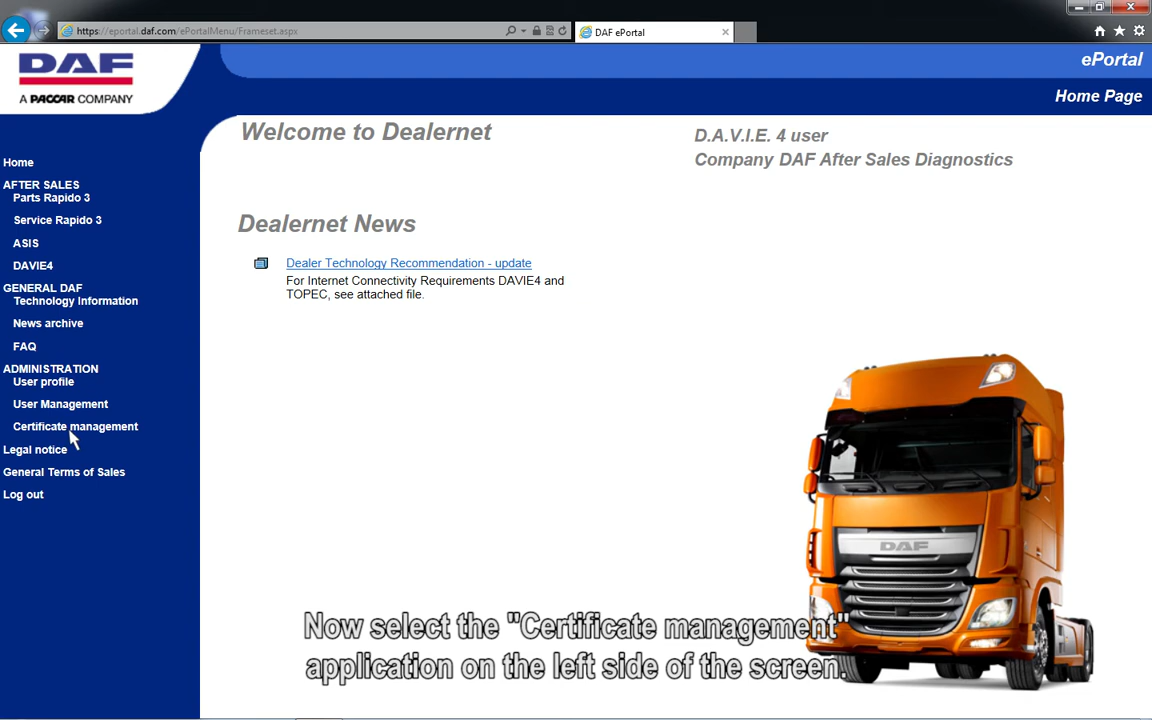 https://eportal.daf.com/ePortalMenu/Frameset.aspx
DAF ePortal
DAF
A PACCAR COMPANY
ePortal
Home Page
Welcome to Dealernet
D.A.V.I.E. 4 user
Company DAF After Sales Diagnostics
Home
AFTER SALES
Parts Rapido 3
Service Rapido 3
ASIS
DAVIE4
GENERAL DAF
Technology Information
News archive
FAQ
ADMINISTRATION
User profile
User Management
Certificate management
Legal notice
General Terms of Sales
Log out
Dealernet News
Dealer Technology Recommendation - update
For Internet Connectivity Requirements DAVIE4 and
TOPEC, see attached file.
DAF
Now select the "Certificate management"
application on the left side of the screen.